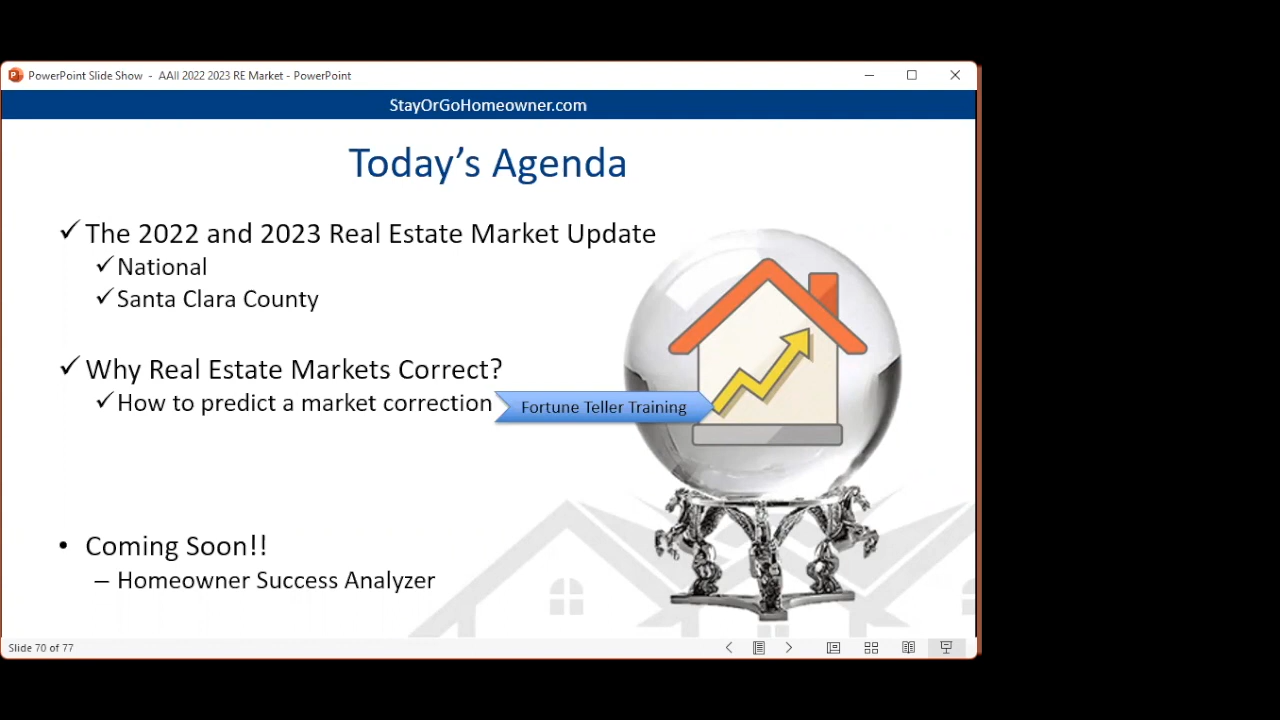 PowerPoint Slide Show - AAII 2022 2023 RE Market - PowerPoint
StayOrGoHomeowner.com
Today's Agenda
✓ The 2022 and 2023 Real Estate Market Update
✓ National
✓ Santa Clara County
✓ Why Real Estate Markets Correct?
✓ How to predict a market correction
Fortune Teller Training
• Coming Soon!!
– Homeowner Success Analyzer
Slide 70 of 77